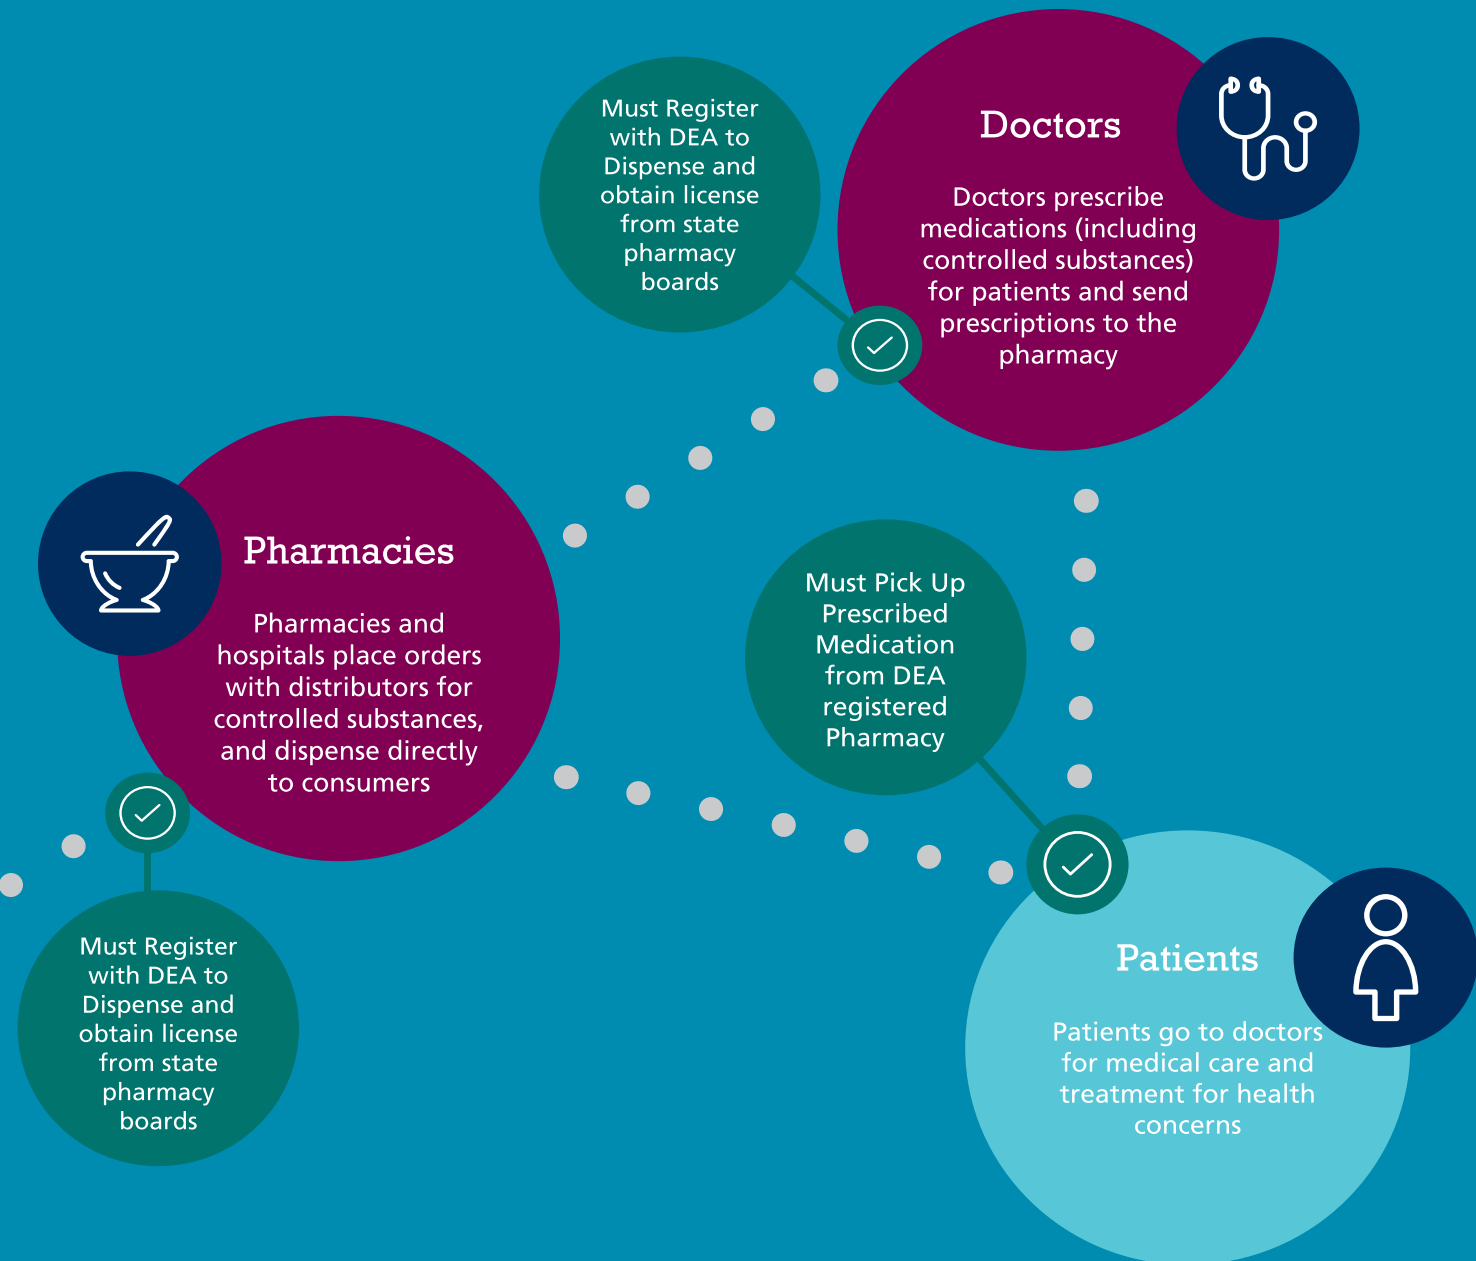 Must Register
with DEA to
Dispense and
obtain license
from state
pharmacy
boards
Doctors
Doctors prescribe
medications (including
controlled substances)
for patients and send
prescriptions to the
pharmacy
Pharmacies
Pharmacies and
hospitals place orders
with distributors for
controlled substances,
and dispense directly
to consumers
Must Pick Up
Prescribed
Medication
from DEA
registered
Pharmacy
Must Register
with DEA to
Dispense and
obtain license
from state
pharmacy
boards
Patients
Patients go to doctors
for medical care and
treatment for health
concerns